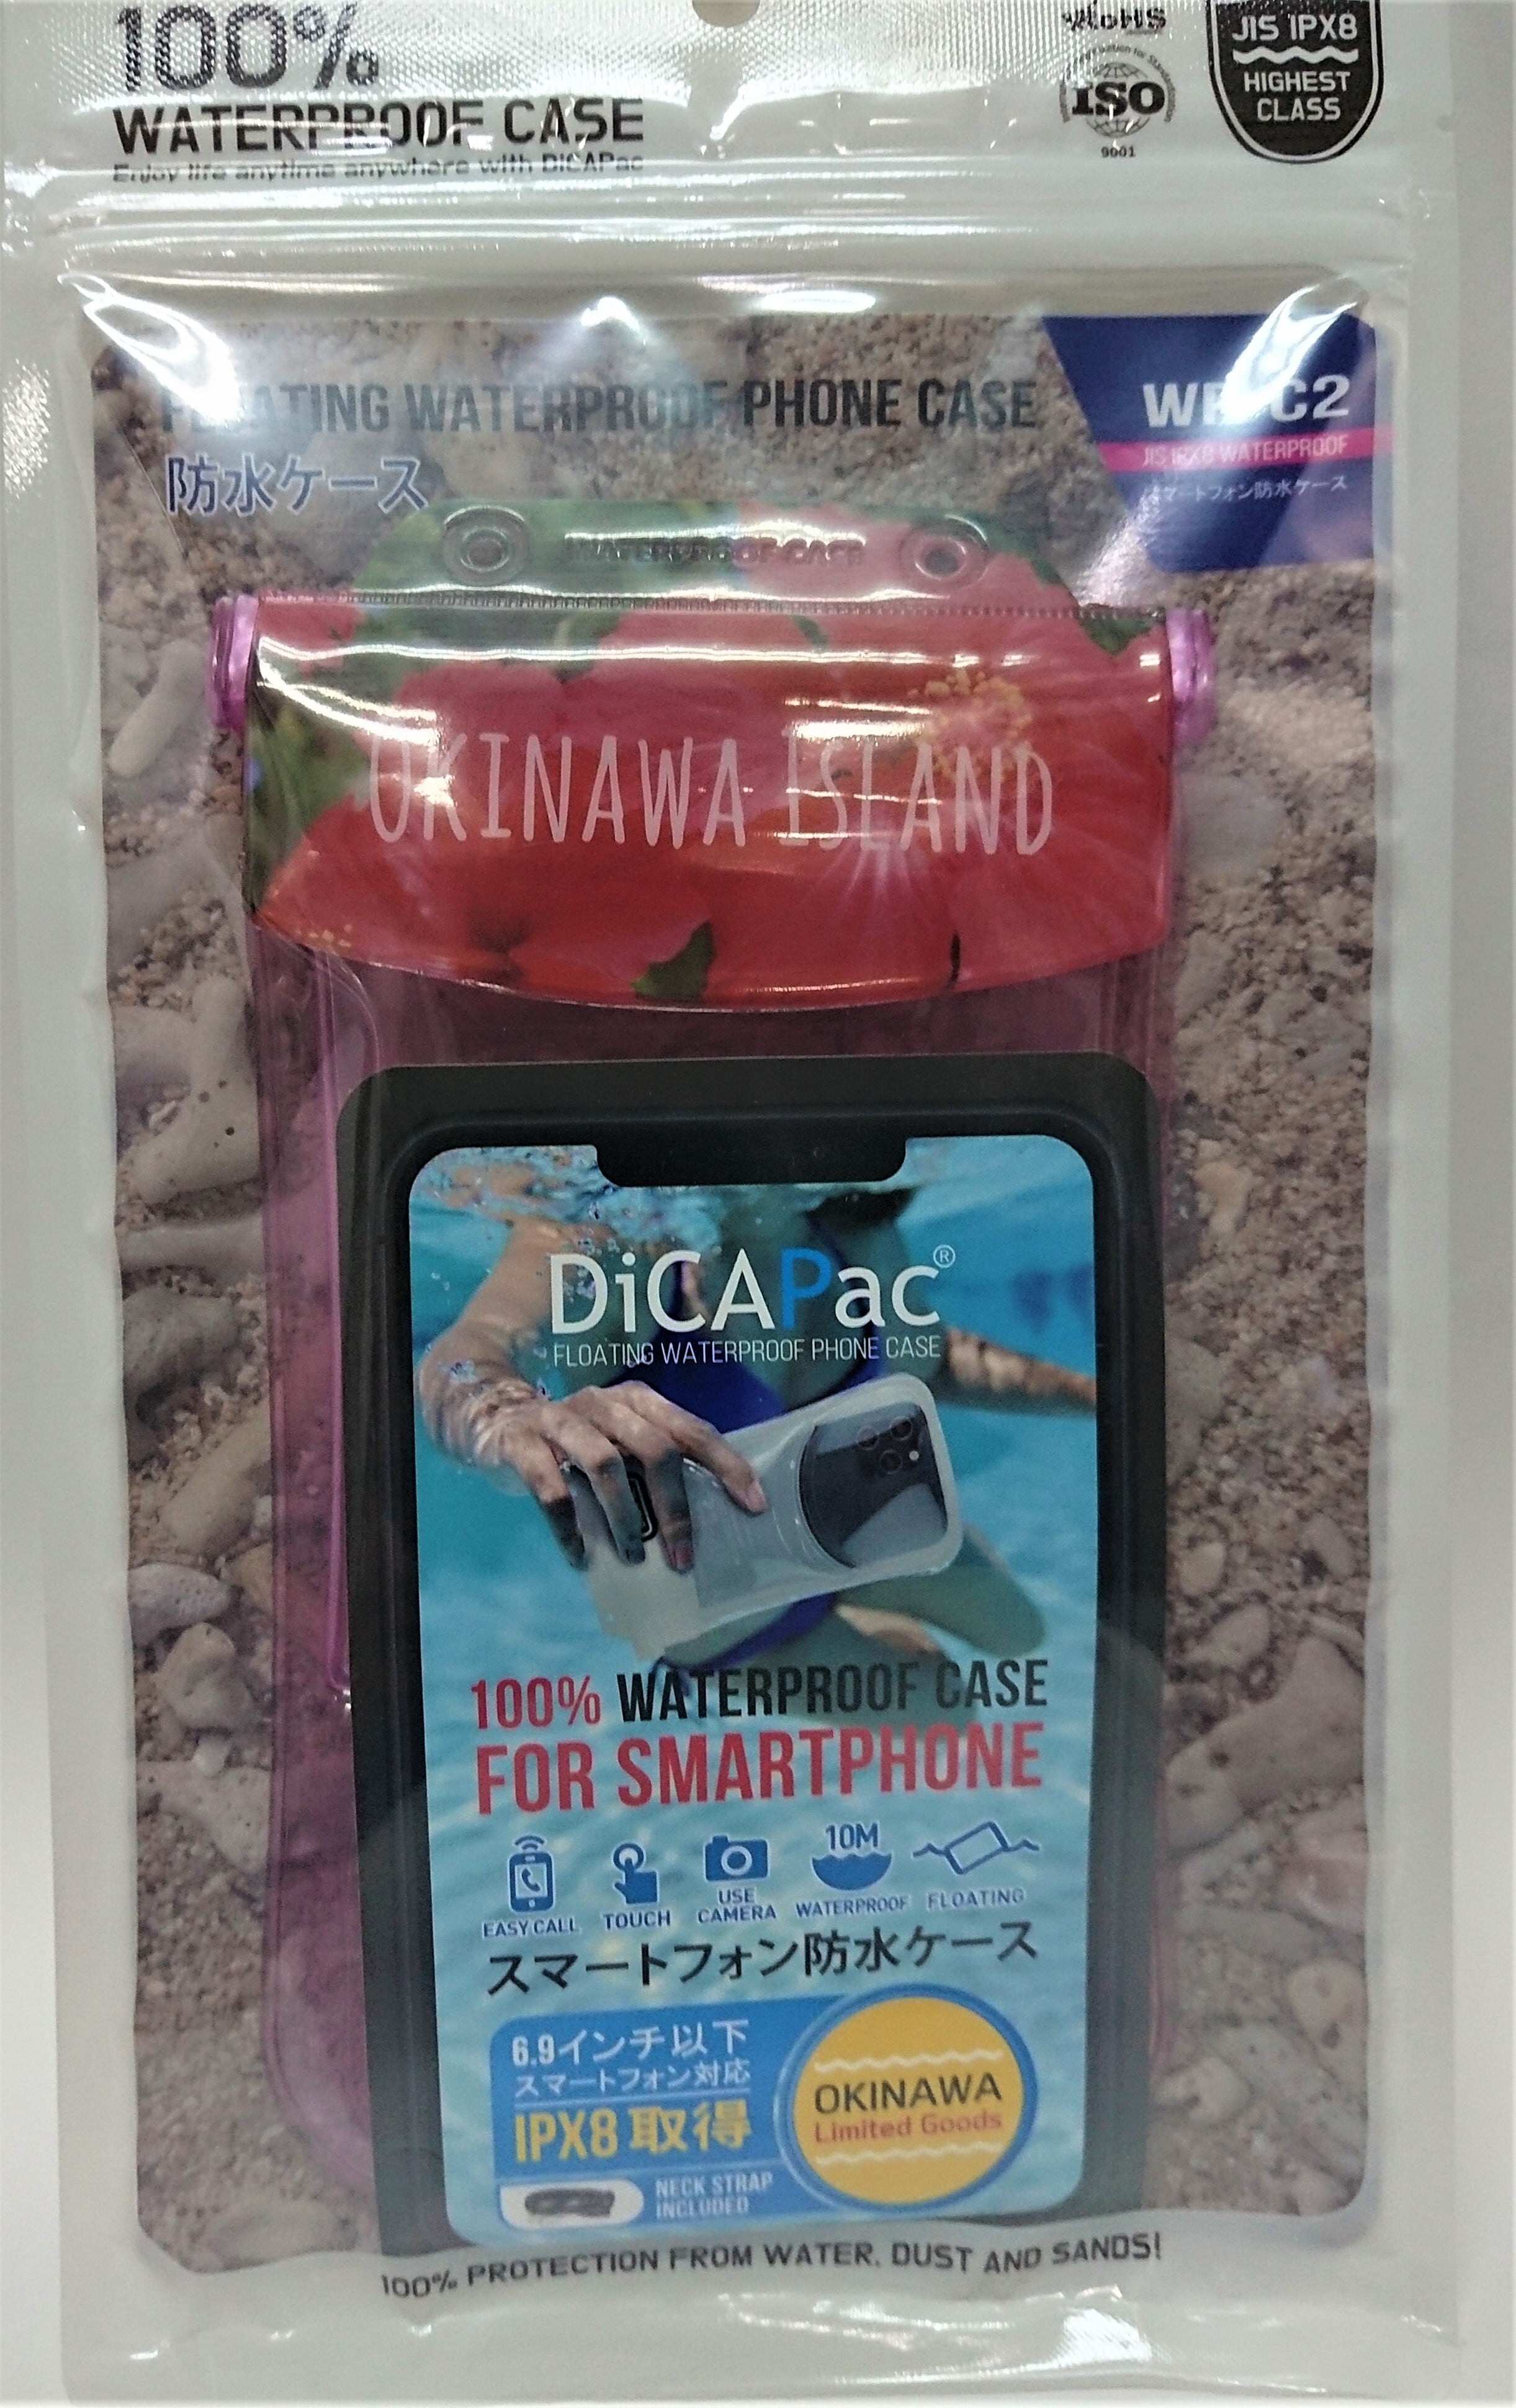 100%
WATERPROOF CASE
Enjoy life anytime anywhere with DiCAPac
RoHS
ISO
9001
JIS IPX8
HIGHEST
CLASS
FLOATING WATERPROOF PHONE CASE
防水ケース
WP-C2
JIS IPX8 WATERPROOF
スマートフォン防水ケース
WATERPROOF CASE
OKINAWA ISLAND
DiCAPac®
FLOATING WATERPROOF PHONE CASE
100% WATERPROOF CASE
FOR SMARTPHONE
EASY CALL
TOUCH
USE
CAMERA
10M
WATERPROOF
FLOATING
スマートフォン防水ケース
6.9インチ以下
スマートフォン対応
IPX8 取得
NECK STRAP
INCLUDED
OKINAWA
Limited Goods
100% PROTECTION FROM WATER, DUST AND SANDS!